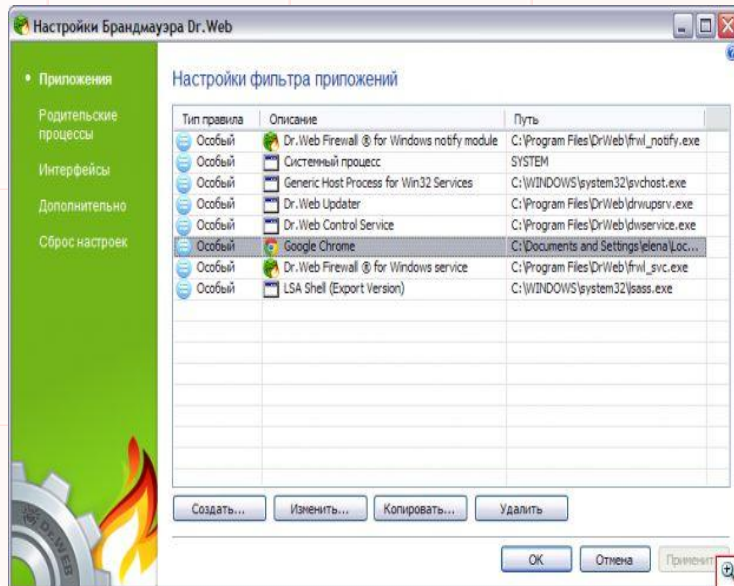 Настройки Брандмауэра Dr.Web
Приложения
Родительские
процессы
Интерфейсы
Дополнительно
Сброс настроек
Настройки фильтра приложений
Тип правила Описание Путь
Особый Dr.Web Firewall ® for Windows notify module C:\Program Files\DrWeb\frwl_notify.exe
Особый Системный процесс SYSTEM
Особый Generic Host Process for Win32 Services C:\WINDOWS\system32\svchost.exe
Особый Dr.Web Updater C:\Program Files\DrWeb\drwupsrv.exe
Особый Dr.Web Control Service C:\Program Files\DrWeb\dwservice.exe
Особый Google Chrome C:\Documents and Settings\elena\Loc...
Особый Dr.Web Firewall ® for Windows service C:\Program Files\DrWeb\frwl_svc.exe
Особый LSA Shell (Export Version) C:\WINDOWS\system32\lsass.exe
Создать... Изменить... Копировать... Удалить
OK Отмена Применить
Dr.WEB